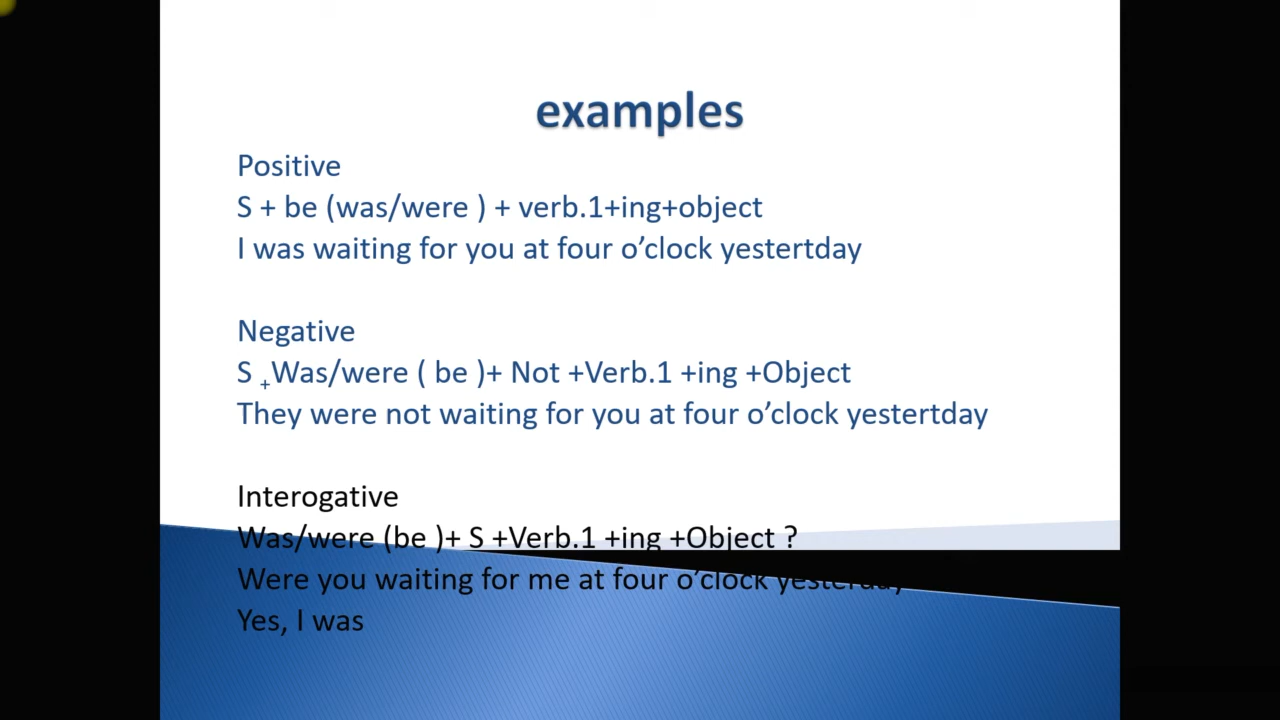 examples
Positive
S + be (was/were ) + verb.1+ing+object
I was waiting for you at four o’clock yestertday
Negative
S +Was/were ( be )+ Not +Verb.1 +ing +Object
They were not waiting for you at four o’clock yestertday
Interogative
Was/were (be )+ S +Verb.1 +ing +Object ?
Were you waiting for me at four o’clock yesterday
Yes, I was